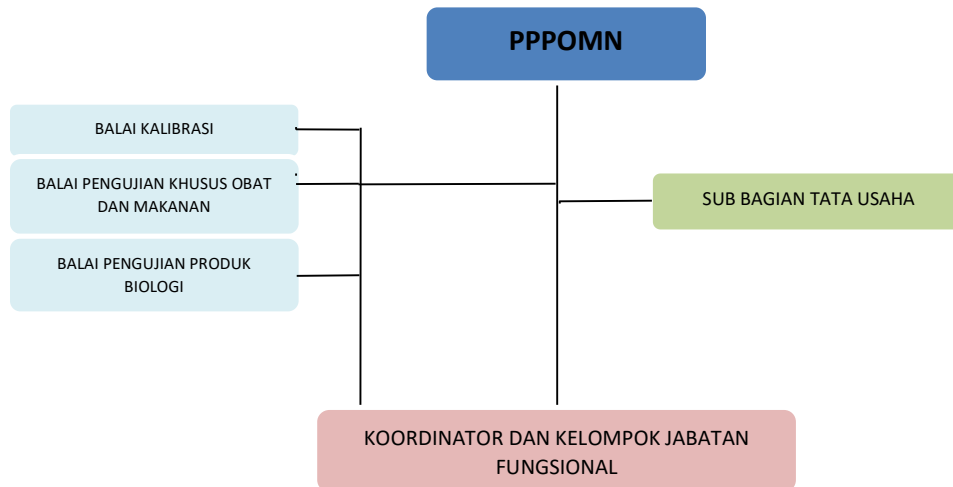 PPPOMN
BALAI KALIBRASI
BALAI PENGUJIAN KHUSUS OBAT
DAN MAKANAN
SUB BAGIAN TATA USAHA
BALAI PENGUJIAN PRODUK
BIOLOGI
KOORDINATOR DAN KELOMPOK JABATAN
FUNGSIONAL